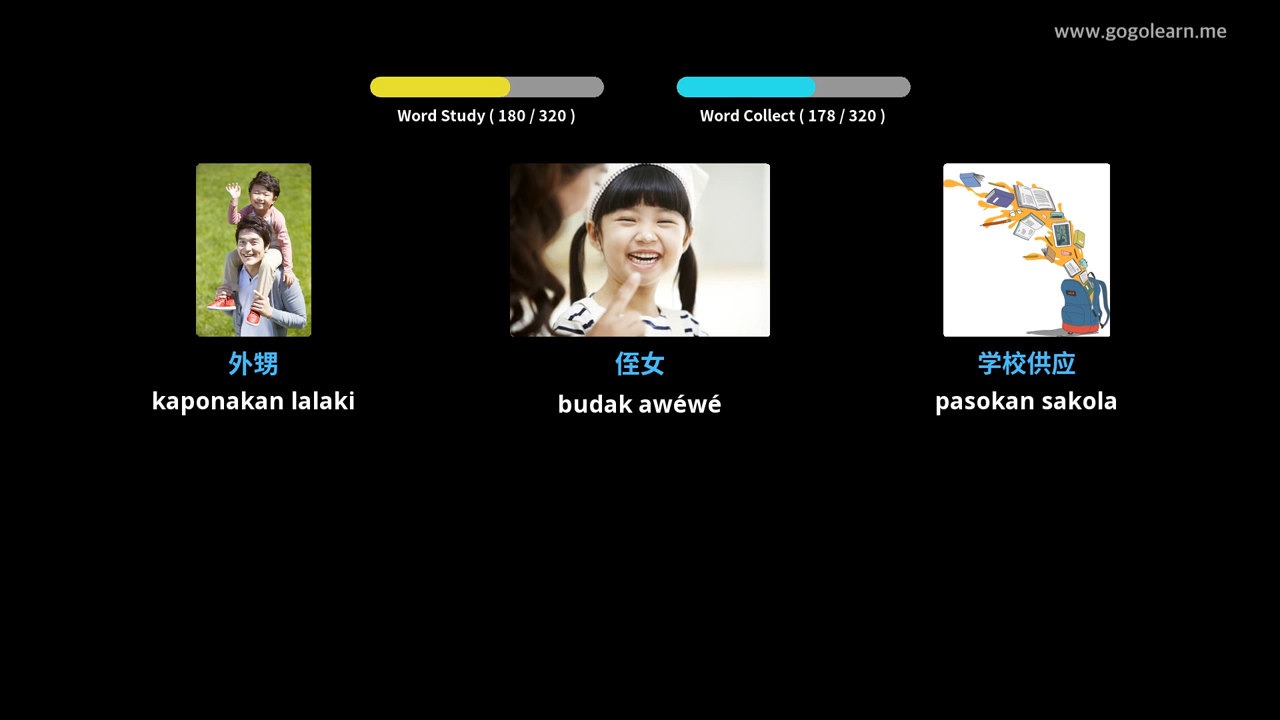 www.gogolearn.me
Word Study ( 180 / 320 )
Word Collect ( 178 / 320 )
外甥
侄女
学校供应
kaponakan lalaki
budak awéwé
pasokan sakola